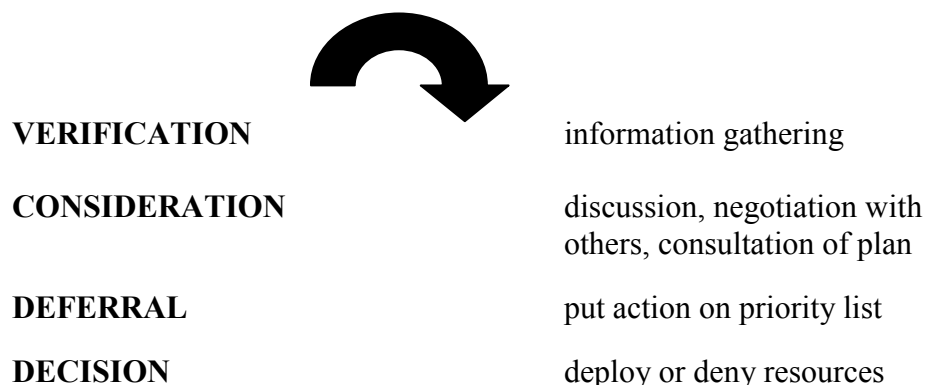 VERIFICATION information gathering
CONSIDERATION discussion, negotiation with
others, consultation of plan
DEFERRAL put action on priority list
DECISION deploy or deny resources